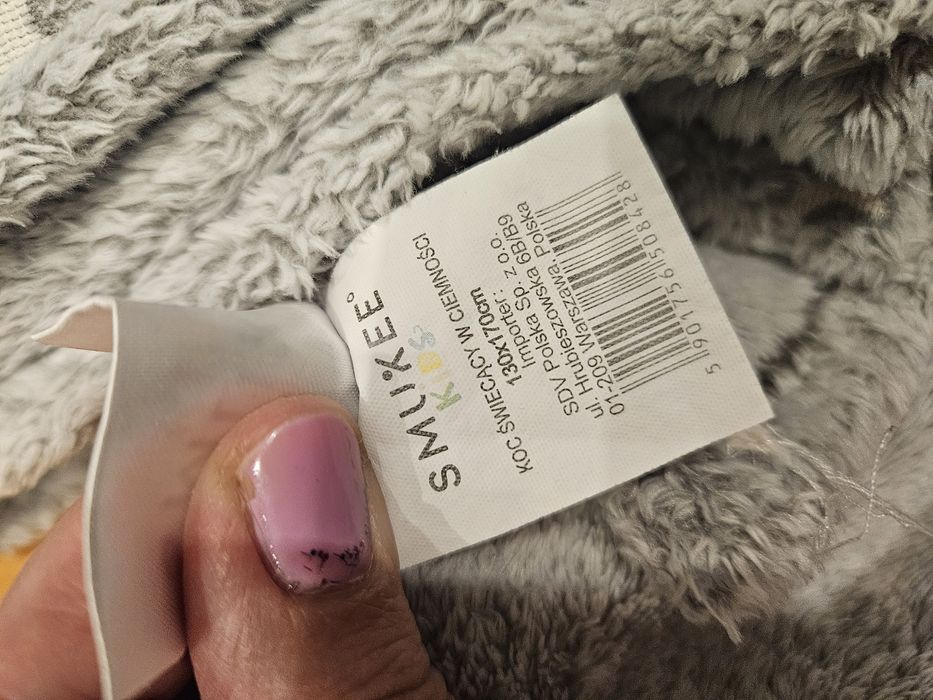 SMUKEE
KIDS
KOC ŚWIECĄCY W CIEMNOŚCI
130x170cm
Importer:
SDV Polska Sp. z o.o.
ul. Hrubieszowska 6B/B9
01-209 Warszawa, Polska
5 901756 508428